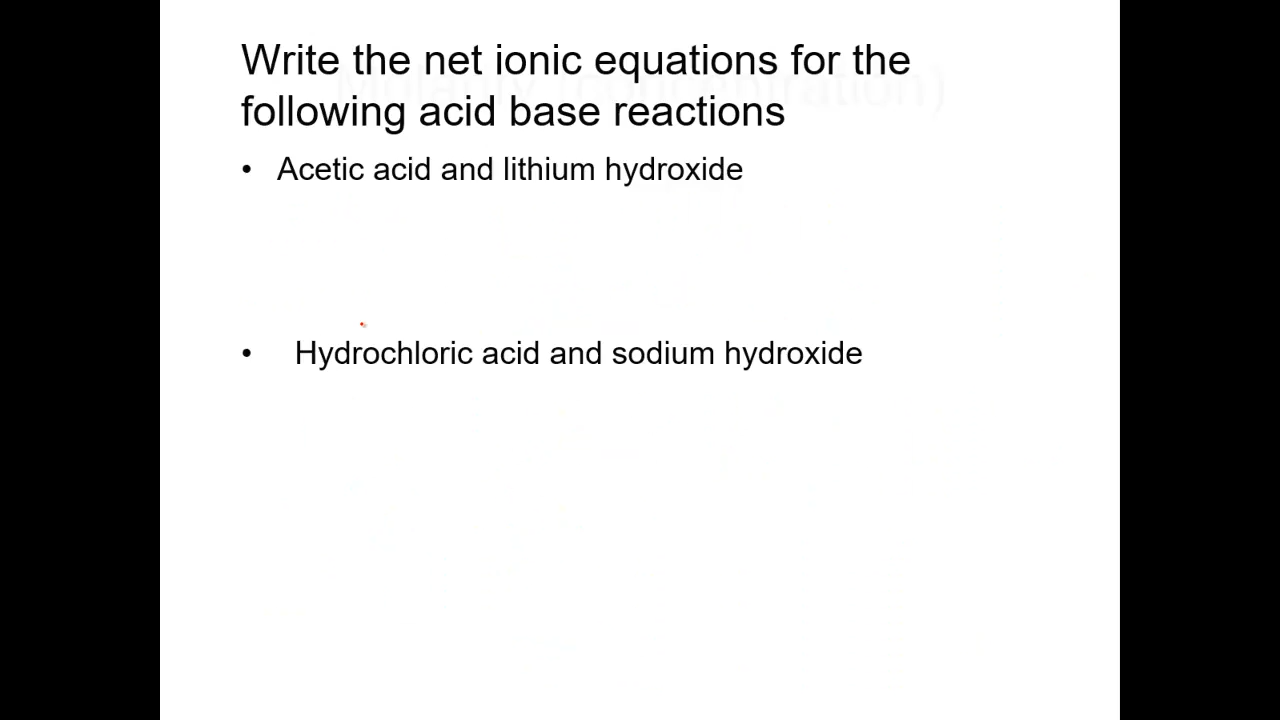 Write the net ionic equations for the
following acid base reactions
• Acetic acid and lithium hydroxide
• Hydrochloric acid and sodium hydroxide